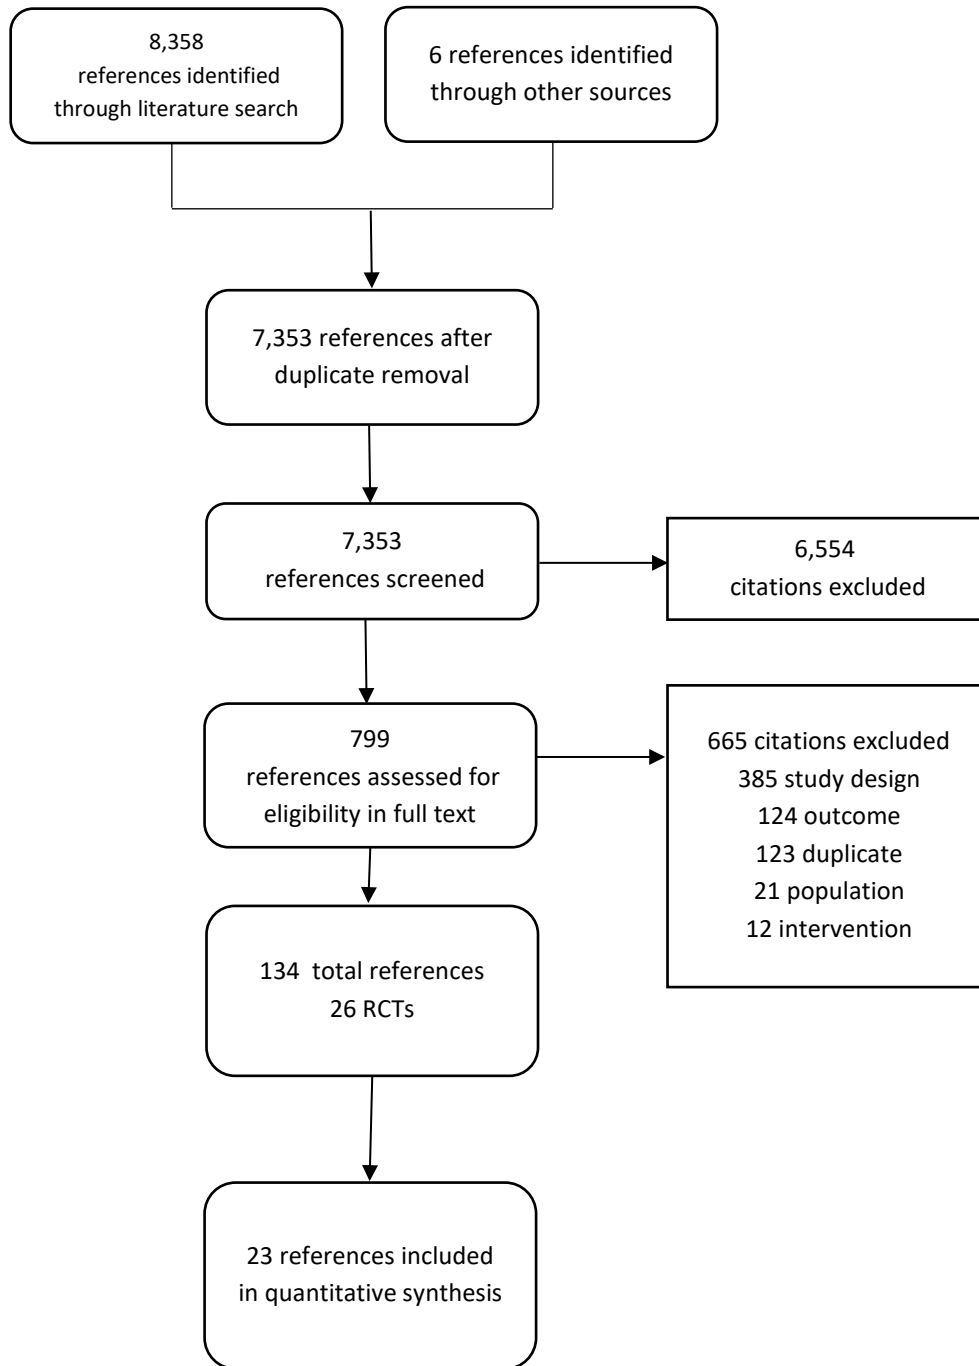 8,358
references identified
through literature search
6 references identified
through other sources
7,353 references after
duplicate removal
7,353
references screened
6,554
citations excluded
799
references assessed for
eligibility in full text
665 citations excluded
385 study design
124 outcome
123 duplicate
21 population
12 intervention
134 total references
26 RCTs
23 references included
in quantitative synthesis